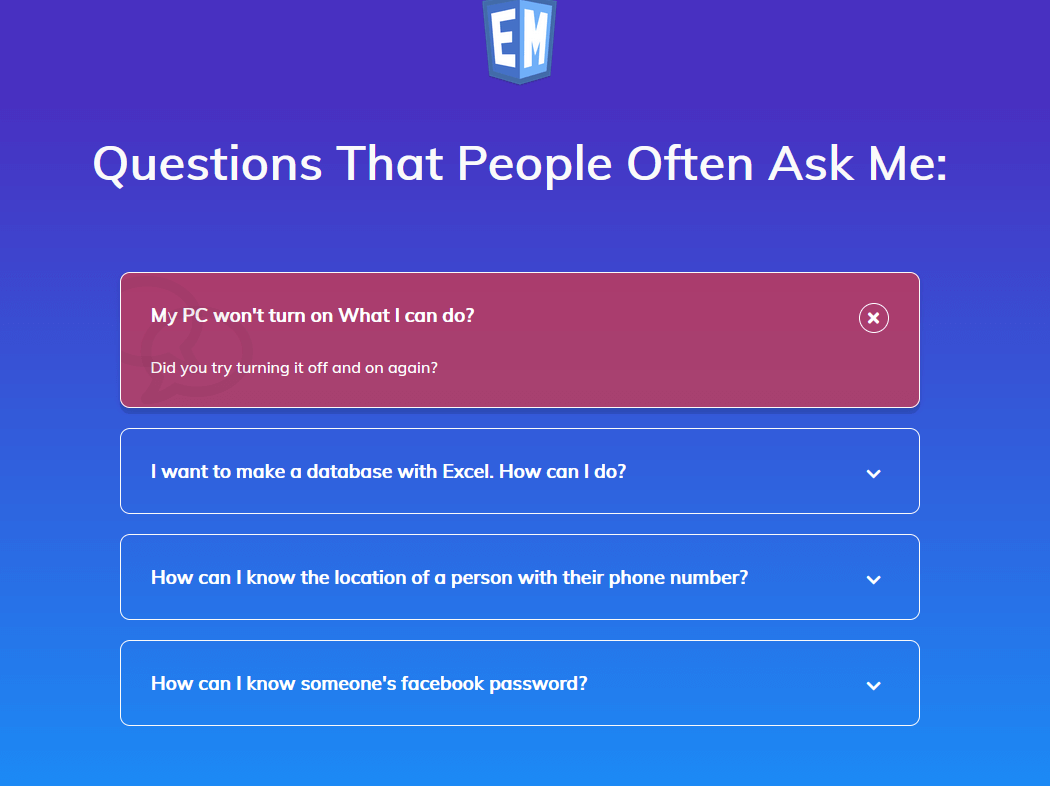 EM
Questions That People Often Ask Me:
My PC won't turn on What I can do?
Did you try turning it off and on again?
I want to make a database with Excel. How can I do?
How can I know the location of a person with their phone number?
How can I know someone's facebook password?